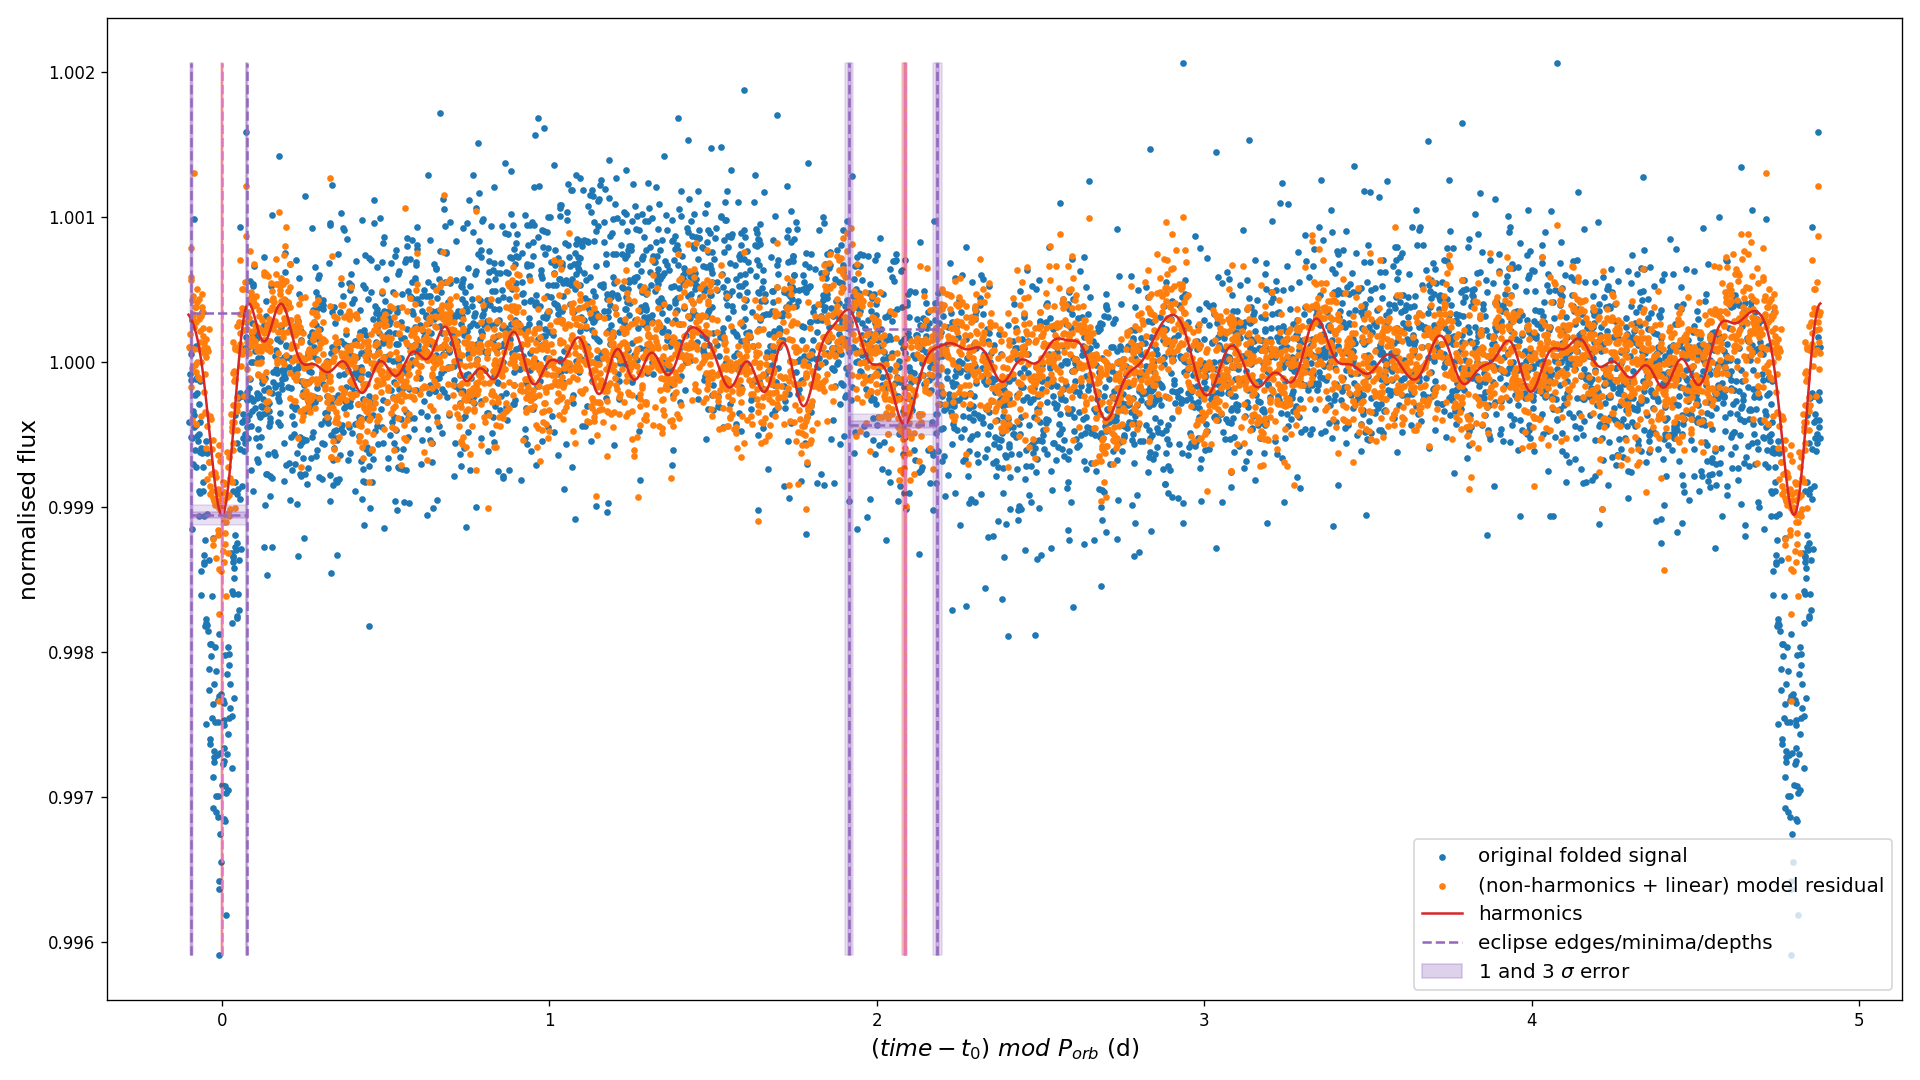 1.002
1.001
1.000
0.999
0.998
0.997
0.996
normalised flux
0
1
2
3
4
5
(time − t₀) mod Pₒᵣb (d)
original folded signal
(non-harmonics + linear) model residual
harmonics
eclipse edges/minima/depths
1 and 3 σ error